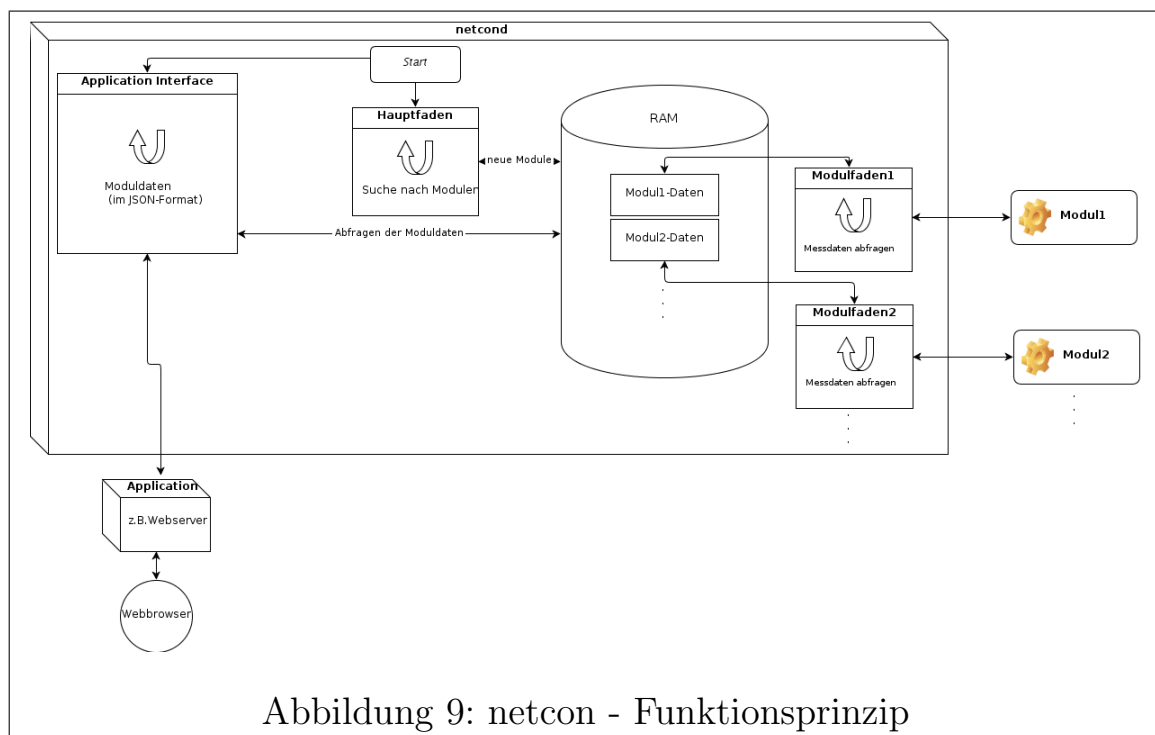 netcond
Start
Application Interface
Moduldaten
(im JSON-Format)
Hauptfaden
Suche nach Modulen
neue Module
Abfragen der Moduldaten
RAM
Modul1-Daten
Modul2-Daten
.
.
.
Modulfaden1
Messdaten abfragen
Modul1
Modulfaden2
Messdaten abfragen
.
.
.
Modul2
.
.
.
Application
z.B.Webserver
Webbrowser
Abbildung 9: netcon - Funktionsprinzip